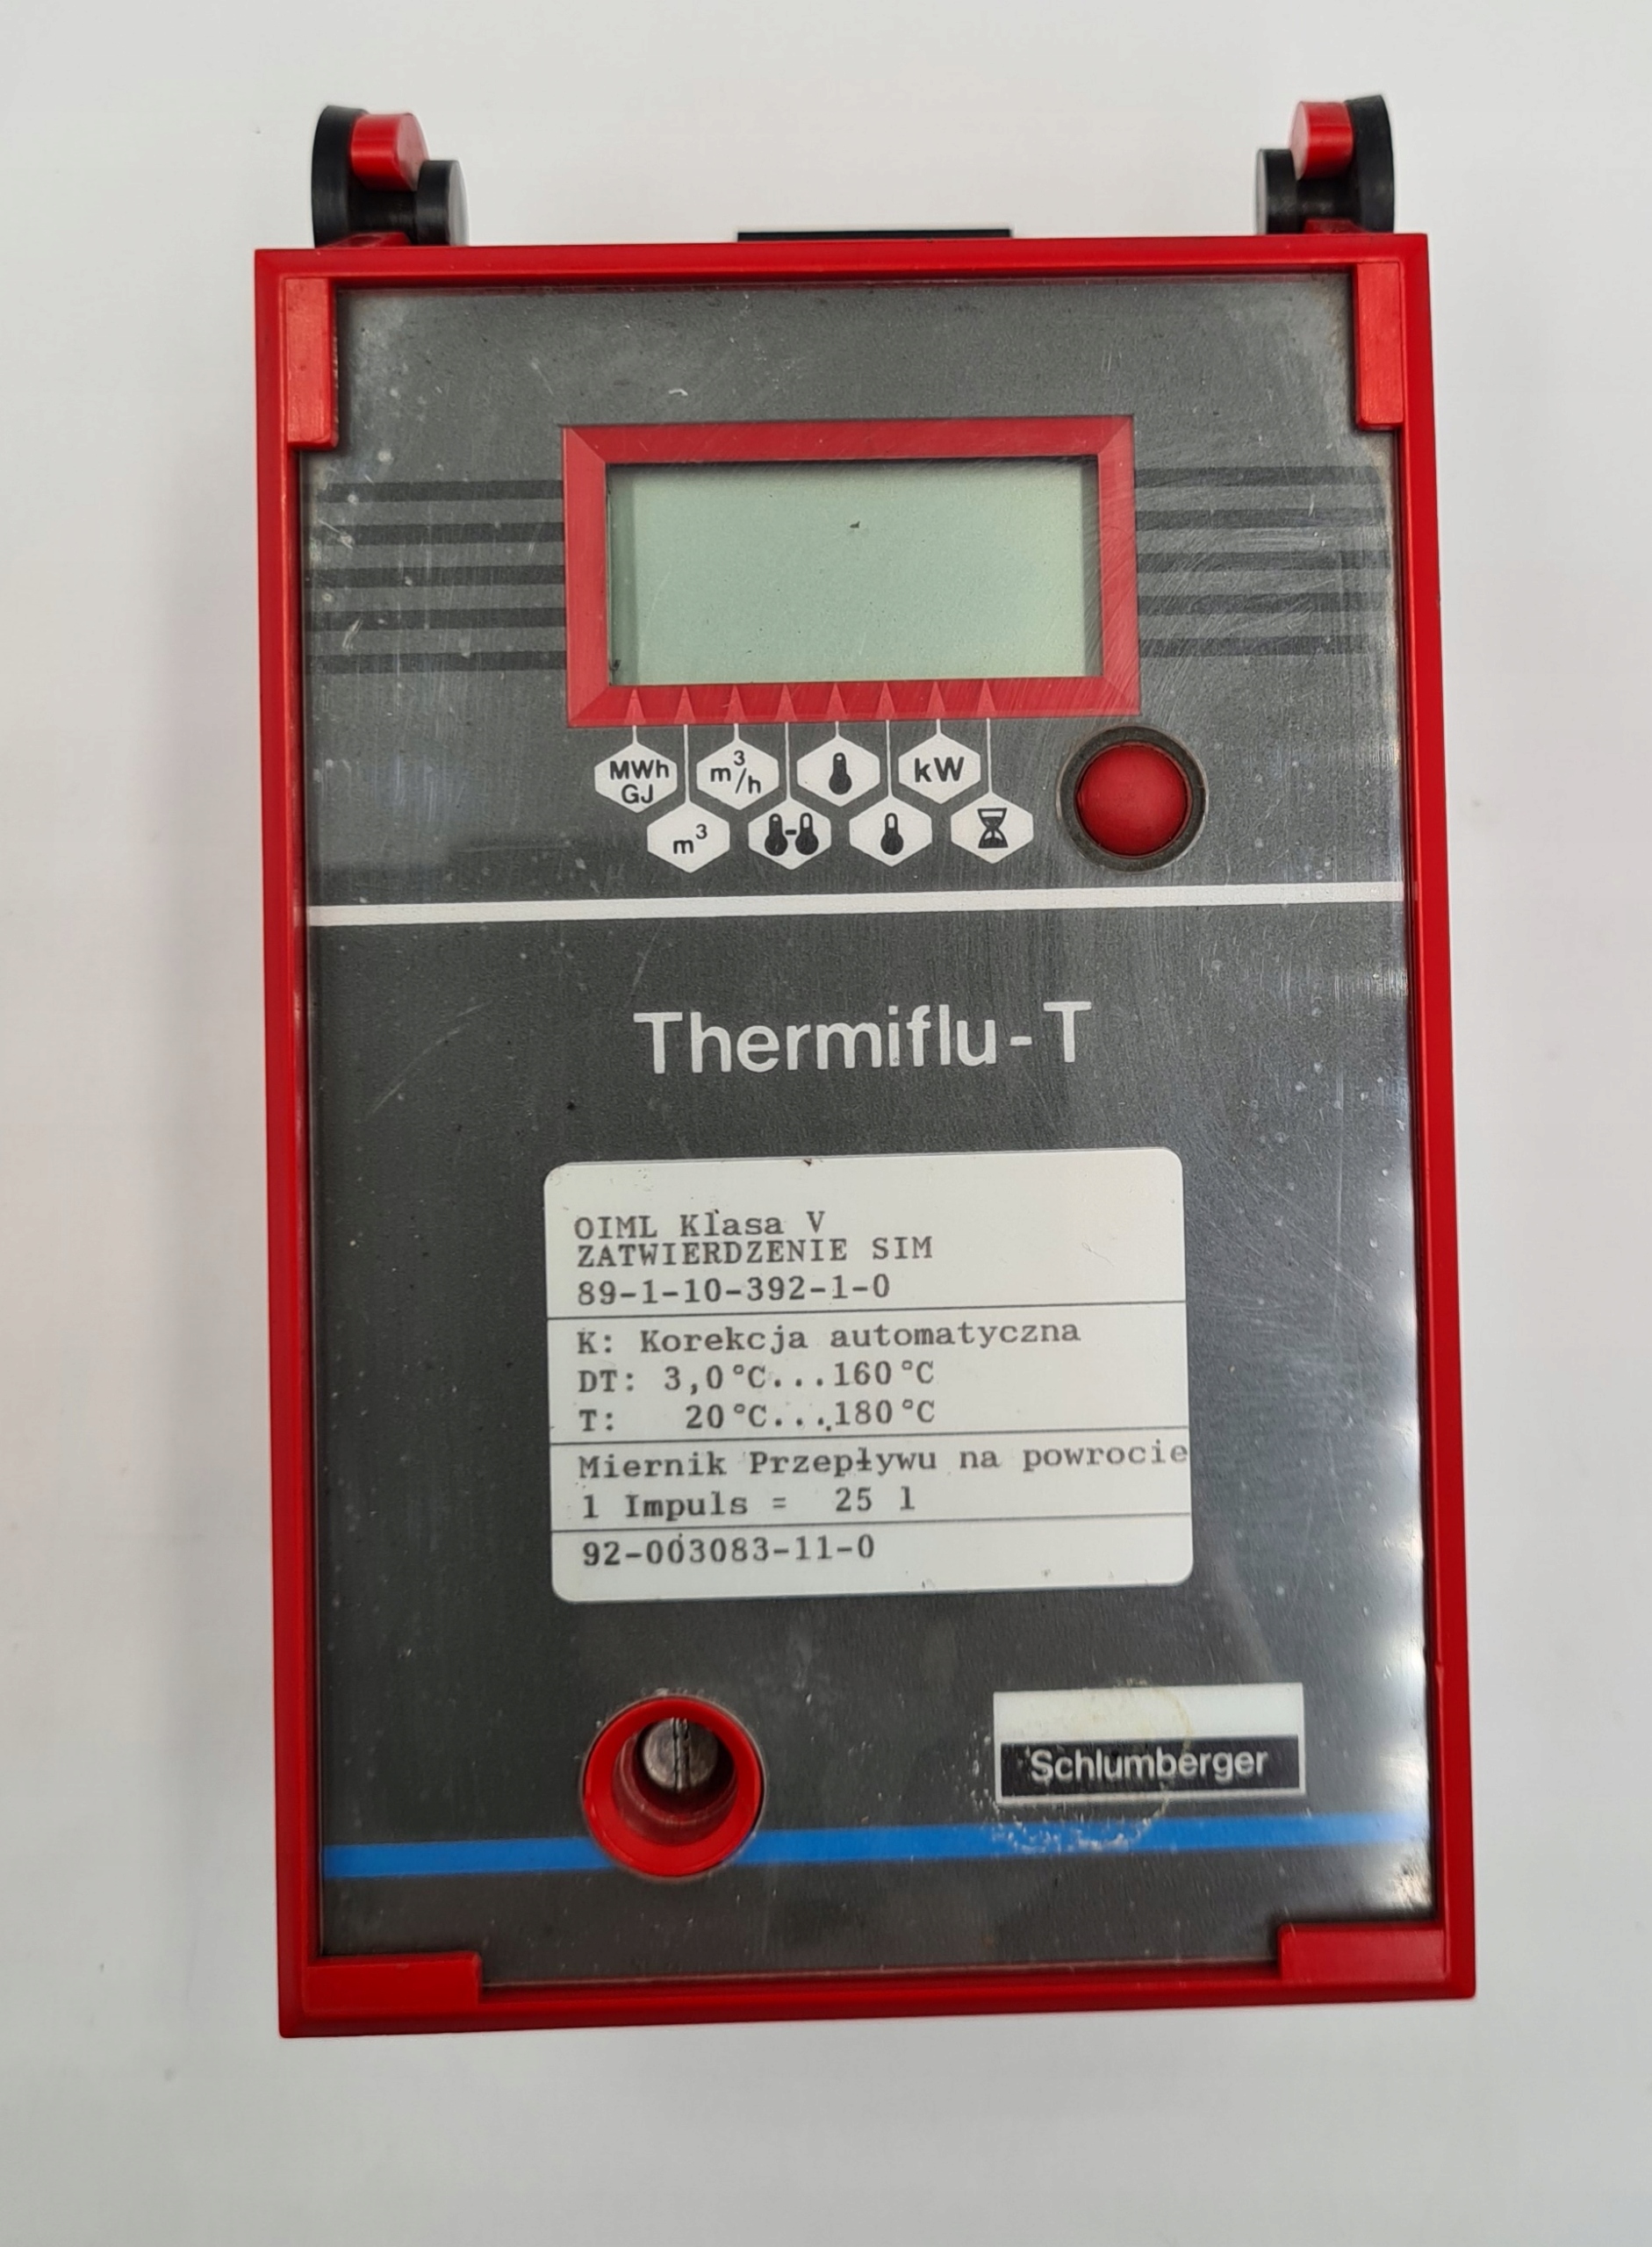 MWh
GJ
m³
m³/h
kW
Thermiflu-T
OIML Klasa V
ZATWIERDZENIE SIM
89-1-10-392-1-0
K: Korekcja automatyczna
DT: 3,0°C...160°C
T: 20°C...180°C
Miernik Przepływu na powrocie
1 Impuls = 25 l
92-003083-11-0
Schlumberger